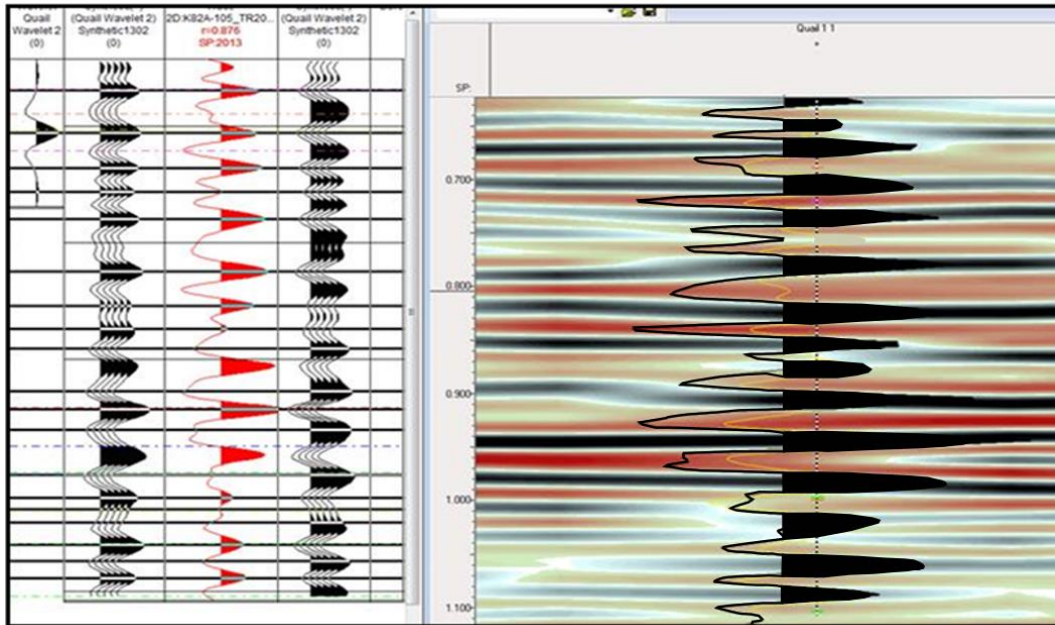 Quail
Wavelet 2
(0)
(Quail Wavelet 2)
Synthetic1302
(0)
2D:K82A-105_TR20...
r=0.876
SP:2013
(Quail Wavelet 2)
Synthetic1302
(0)
Quail 1 1
SP:
0.700
0.800
0.900
1.000
1.100